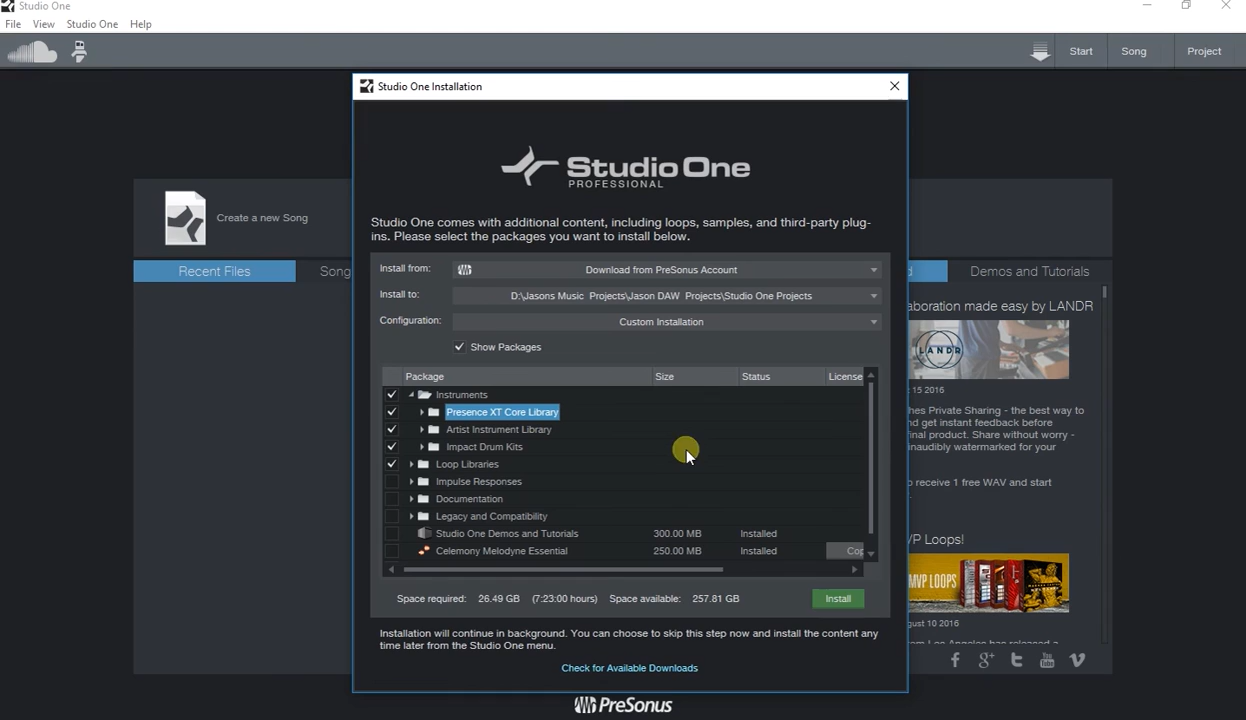 Studio One
File View Studio One Help
Start Song Project
Studio One Installation
Studio One
PROFESSIONAL
Create a new Song
Studio One comes with additional content, including loops, samples, and third-party plug-
ins. Please select the packages you want to install below.
Recent Files
Song
Install from: Download from PreSonus Account
Install to: D:\Jasons Music Projects\Jason DAW Projects\Studio One Projects
Configuration: Custom Installation
Show Packages
Package Size Status License
Instruments
Presence XT Core Library
Artist Instrument Library
Impact Drum Kits
Loop Libraries
Impulse Responses
Documentation
Legacy and Compatibility
Studio One Demos and Tutorials 300.00 MB Installed
Celemony Melodyne Essential 250.00 MB Installed Cop
Space required: 26.49 GB (7:23:00 hours) Space available: 257.81 GB Install
Installation will continue in background. You can choose to skip this step now and install the content any
time later from the Studio One menu.
Check for Available Downloads
d Demos and Tutorials
aboration made easy by LANDR
LANDR
15 2016
hes Private Sharing - the best way to
nd get instant feedback before
final product. Share without worry -
inaudibly watermarked for your
o receive 1 free WAV and start
VP Loops!
MVP LOOPS
gust 10 2016
PreSonus